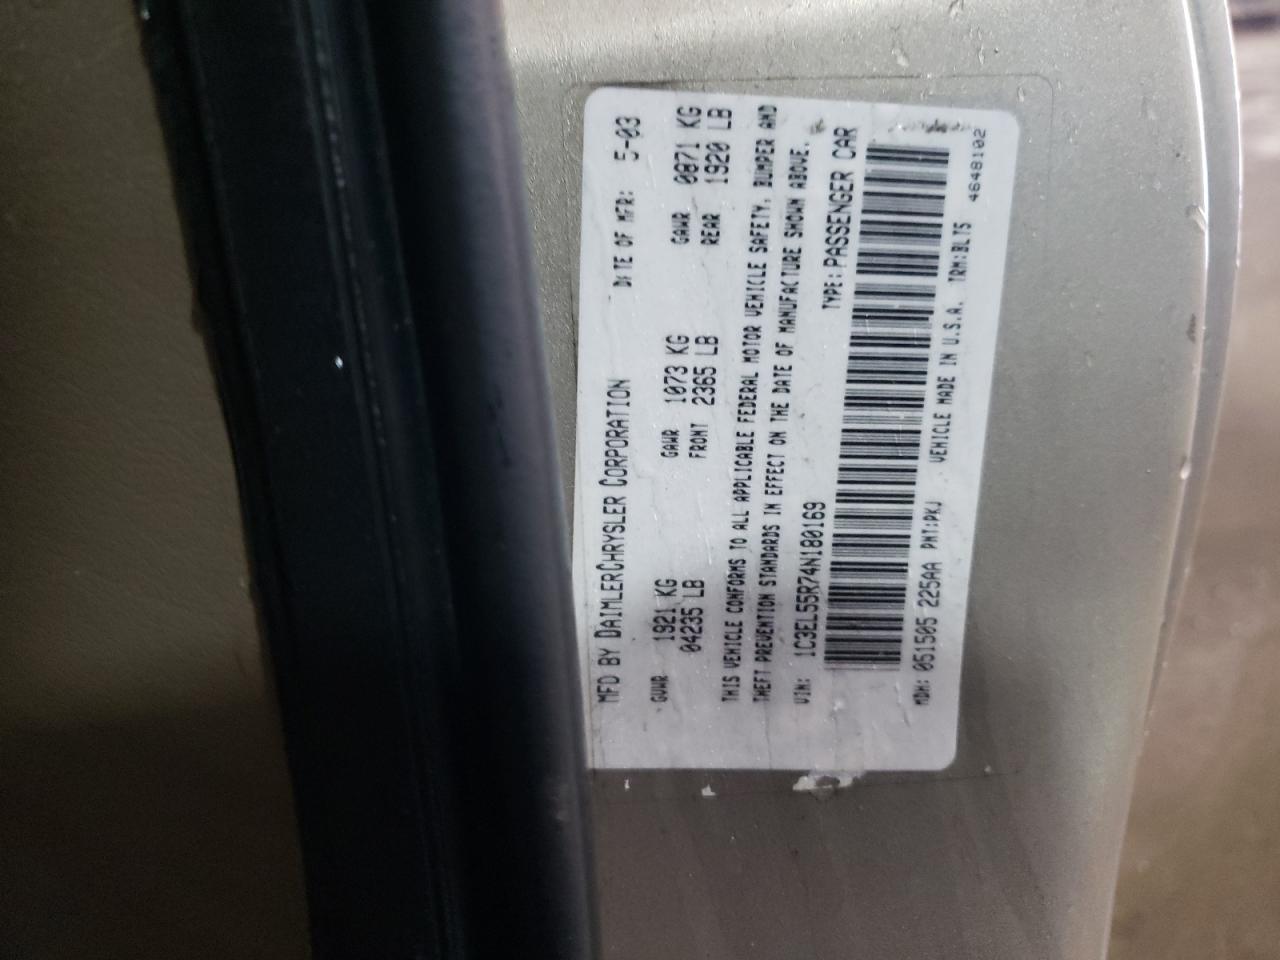 MFD BY DAIMLERCHRYSLER CORPORATION DATE OF MFR: 5-03
GVWR 1921 KG GAWR 1073 KG GAWR 0871 KG
04235 LB FRONT 2365 LB REAR 1920 LB
THIS VEHICLE CONFORMS TO ALL APPLICABLE FEDERAL MOTOR VEHICLE SAFETY, BUMPER AND
THEFT PREVENTION STANDARDS IN EFFECT ON THE DATE OF MANUFACTURE SHOWN ABOVE.
VIN: 1C3EL55R74N180169 TYPE: PASSENGER CAR
MDH: 051505 225AA PNT:PKJ VEHICLE MADE IN U.S.A. TRM:BLT5
4648102